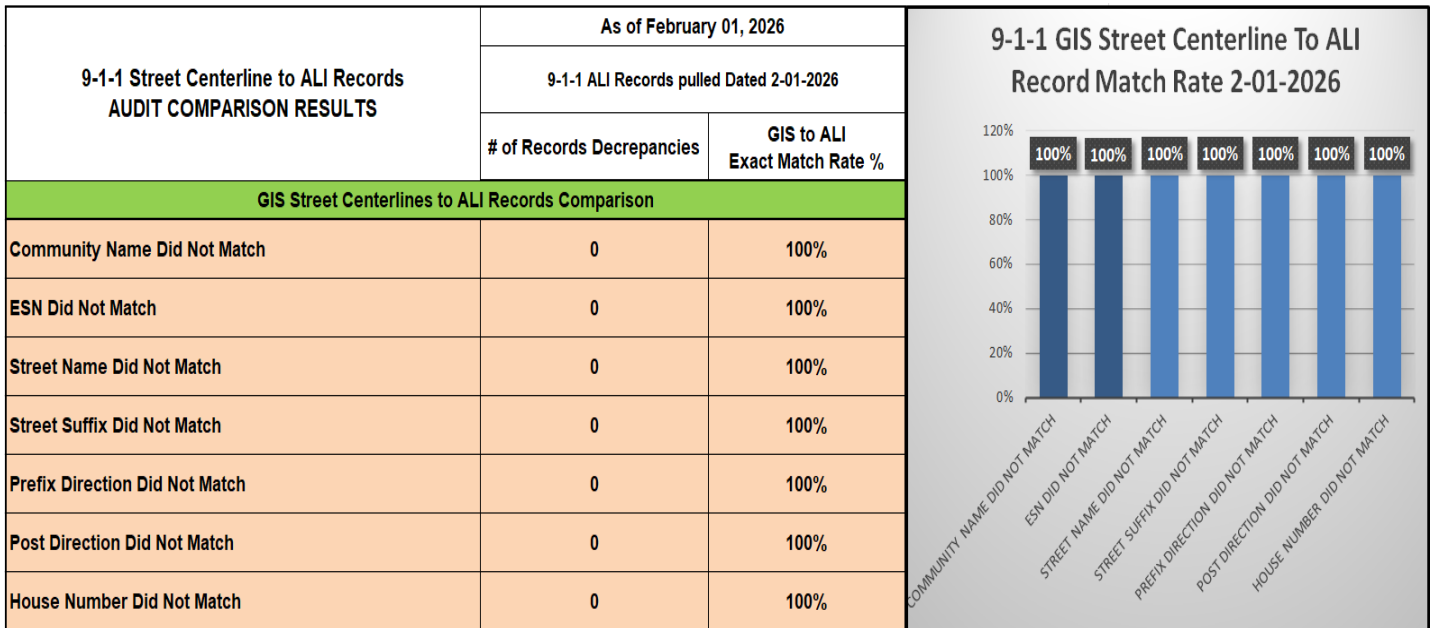 9-1-1 Street Centerline to ALI Records
AUDIT COMPARISON RESULTS
As of February 01, 2026
9-1-1 ALI Records pulled Dated 2-01-2026
# of Records Decrepancies
GIS to ALI
Exact Match Rate %
GIS Street Centerlines to ALI Records Comparison
Community Name Did Not Match 0 100%
ESN Did Not Match 0 100%
Street Name Did Not Match 0 100%
Street Suffix Did Not Match 0 100%
Prefix Direction Did Not Match 0 100%
Post Direction Did Not Match 0 100%
House Number Did Not Match 0 100%
9-1-1 GIS Street Centerline To ALI
Record Match Rate 2-01-2026
120%
100% 100% 100% 100% 100% 100% 100%
100%
80%
60%
40%
20%
0%
COMMUNITY NAME DID NOT MATCH
ESN DID NOT MATCH
STREET NAME DID NOT MATCH
STREET SUFFIX DID NOT MATCH
PREFIX DIRECTION DID NOT MATCH
POST DIRECTION DID NOT MATCH
HOUSE NUMBER DID NOT MATCH